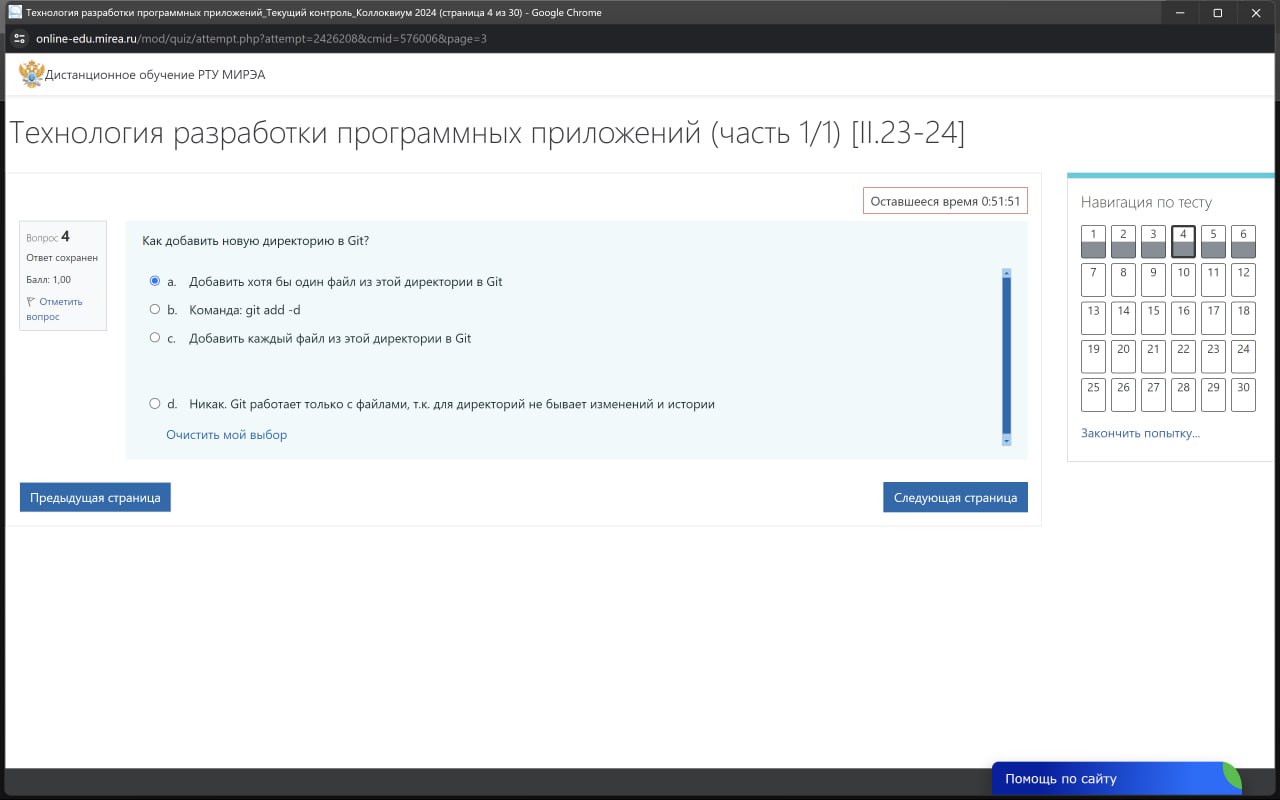 Технология разработки программных приложений_Текущий контроль_Коллоквиум 2024 (страница 4 из 30) - Google Chrome
online-edu.mirea.ru/mod/quiz/attempt.php?attempt=2426208&cmid=576006&page=3
Дистанционное обучение РТУ МИРЭА
Технология разработки программных приложений (часть 1/1) [II.23-24]
Оставшееся время 0:51:51
Вопрос 4
Ответ сохранен
Балл: 1,00
Отметить
вопрос
Как добавить новую директорию в Git?
a. Добавить хотя бы один файл из этой директории в Git
b. Команда: git add -d
c. Добавить каждый файл из этой директории в Git
d. Никак. Git работает только с файлами, т.к. для директорий не бывает изменений и истории
Очистить мой выбор
Предыдущая страница
Следующая страница
Навигация по тесту
1 2 3 4 5 6
7 8 9 10 11 12
13 14 15 16 17 18
19 20 21 22 23 24
25 26 27 28 29 30
Закончить попытку...
Помощь по сайту